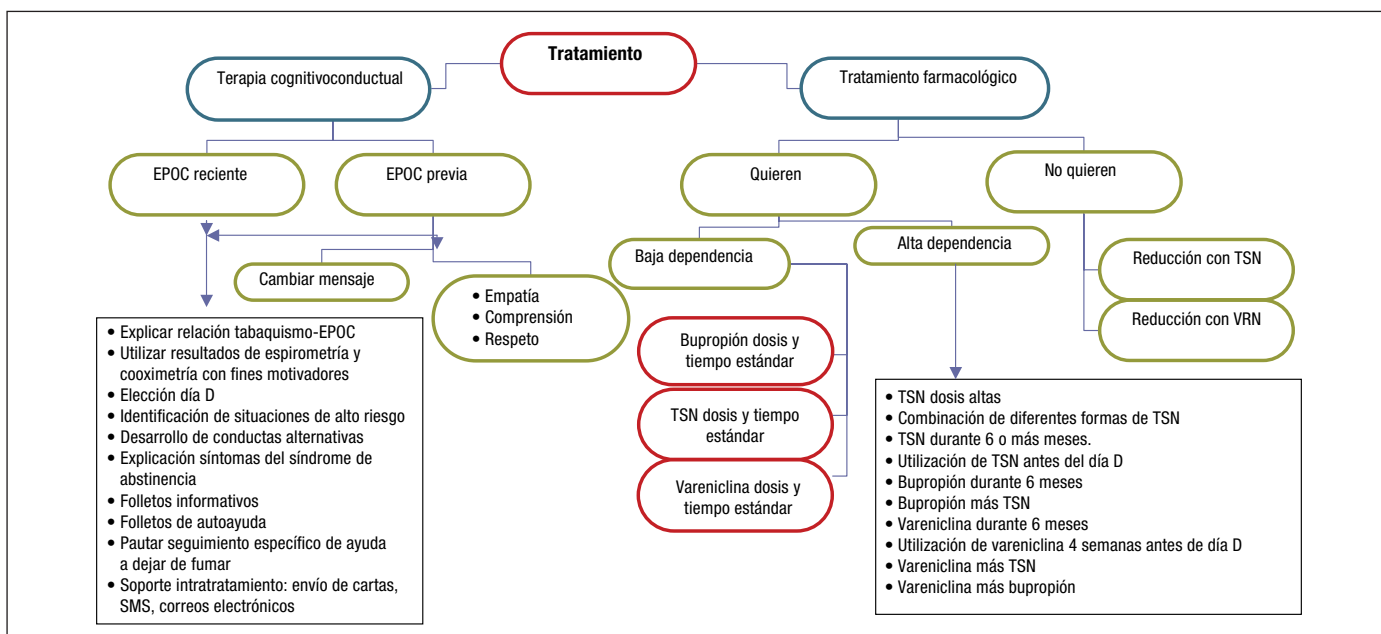 Tratamiento
Terapia cognitivoconductual
Tratamiento farmacológico
EPOC reciente
EPOC previa
Quieren
No quieren
Cambiar mensaje
• Empatía
• Comprensión
• Respeto
Baja dependencia
Alta dependencia
Reducción con TSN
Reducción con VRN
• Explicar relación tabaquismo-EPOC
• Utilizar resultados de espirometría y
cooximetría con fines motivadores
• Elección día D
• Identificación de situaciones de alto riesgo
• Desarrollo de conductas alternativas
• Explicación síntomas del síndrome de
abstinencia
• Folletos informativos
• Folletos de autoayuda
• Pautar seguimiento específico de ayuda
a dejar de fumar
• Soporte intratratamiento: envío de cartas,
SMS, correos electrónicos
Bupropión dosis y
tiempo estándar
TSN dosis y tiempo
estándar
Vareniclina dosis y
tiempo estándar
• TSN dosis altas
• Combinación de diferentes formas de TSN
• TSN durante 6 o más meses.
• Utilización de TSN antes del día D
• Bupropión durante 6 meses
• Bupropión más TSN
• Vareniclina durante 6 meses
• Utilización de vareniclina 4 semanas antes de día D
• Vareniclina más TSN
• Vareniclina más bupropión